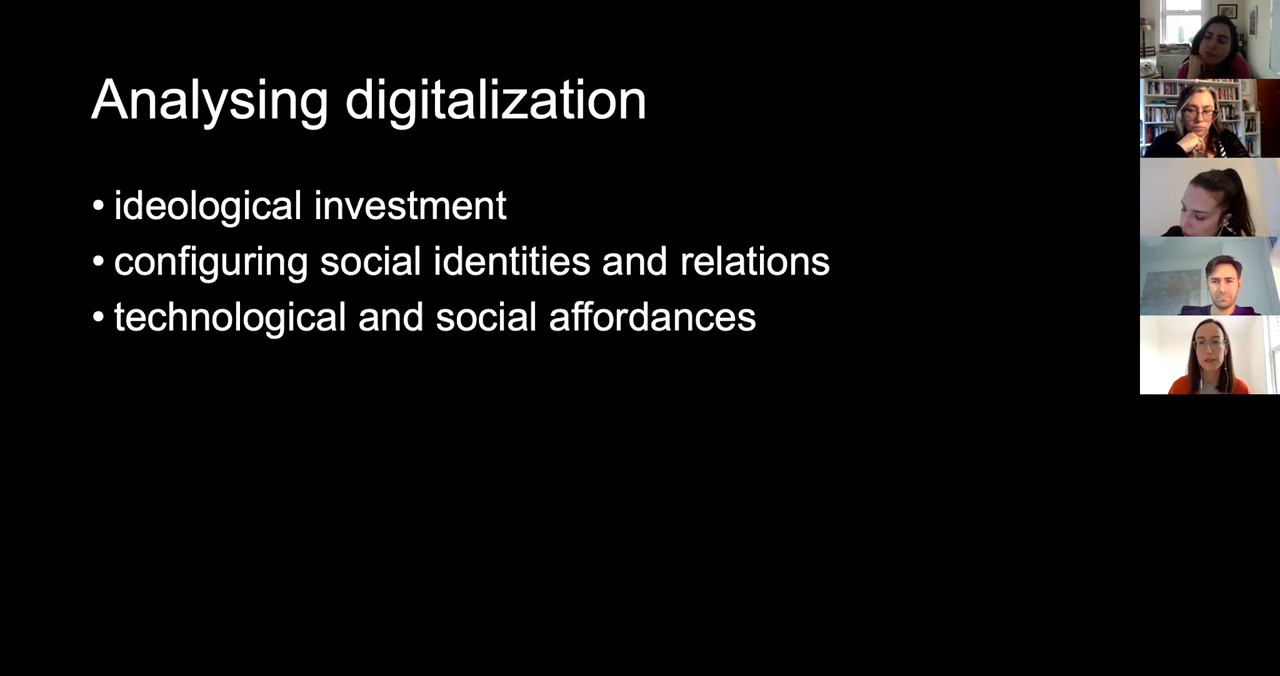 Analysing digitalization
• ideological investment
• configuring social identities and relations
• technological and social affordances